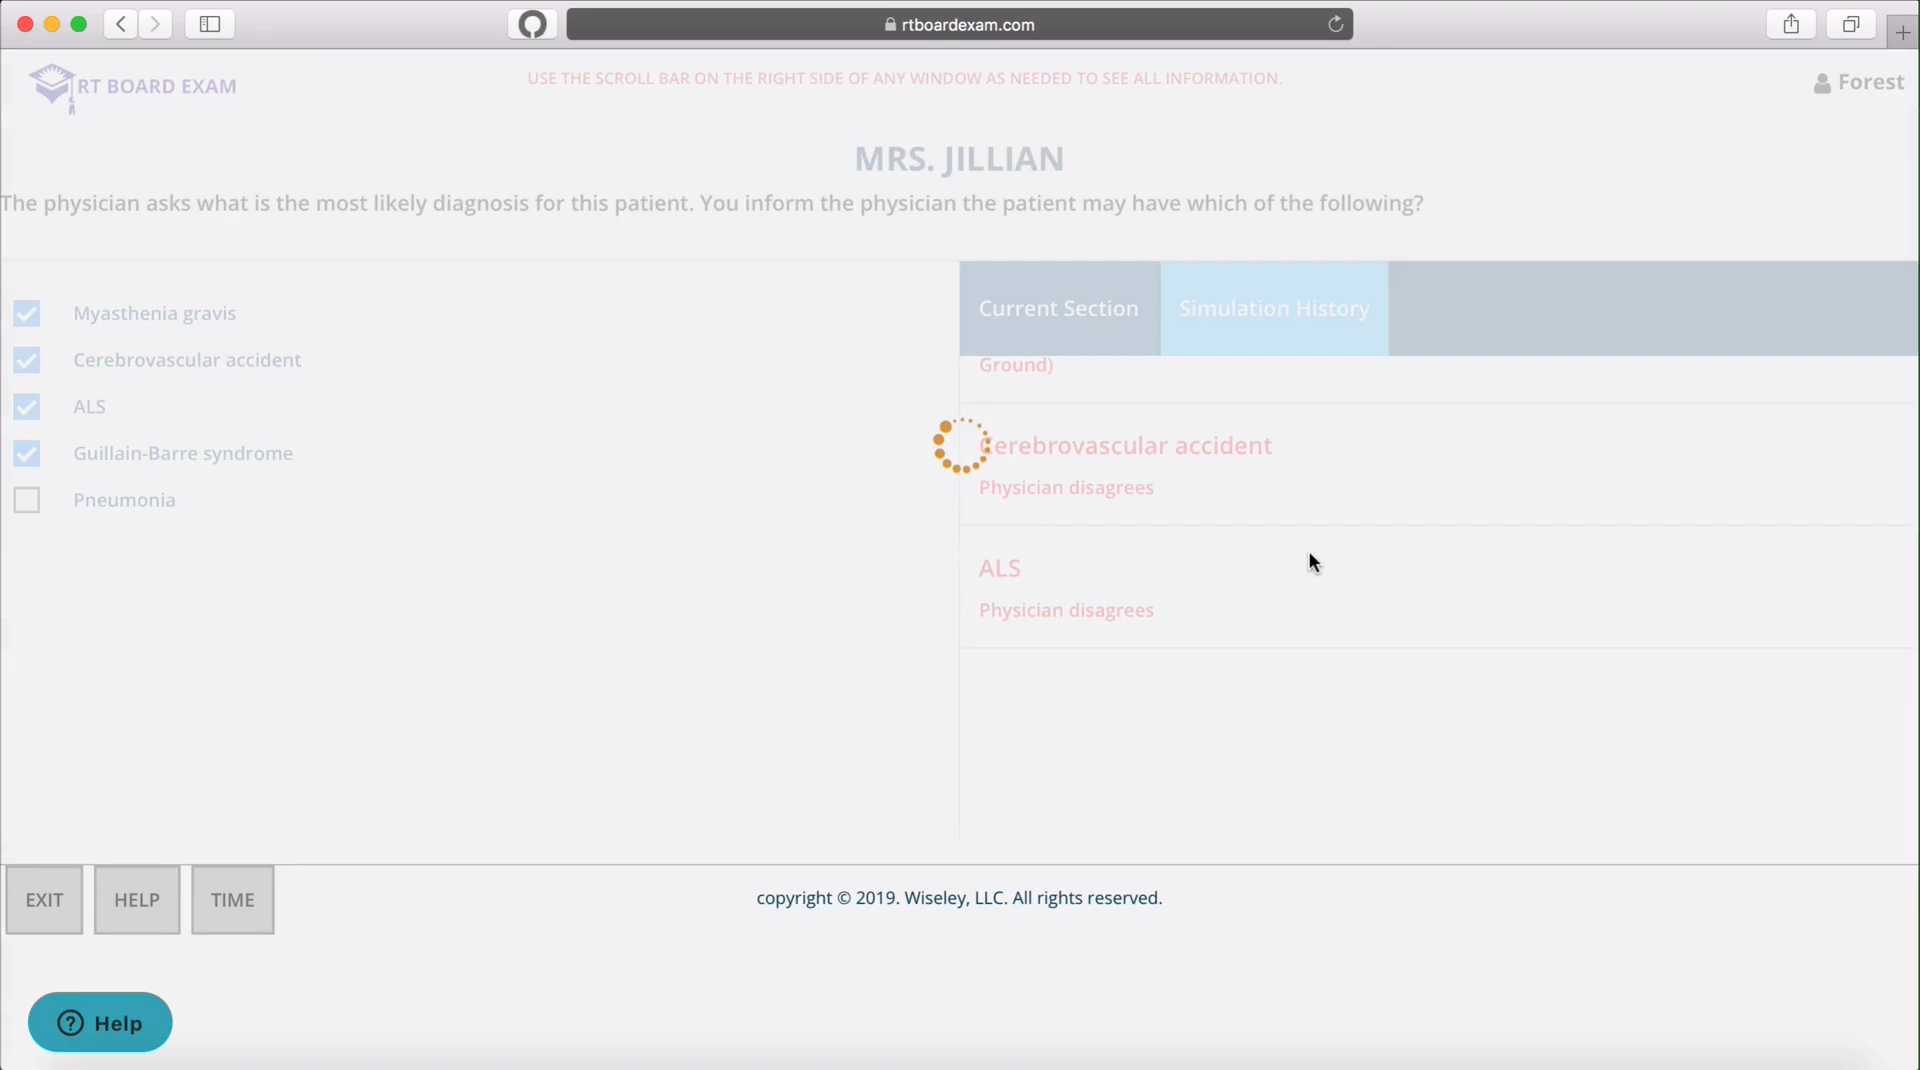 rtboardexam.com
RT BOARD EXAM
USE THE SCROLL BAR ON THE RIGHT SIDE OF ANY WINDOW AS NEEDED TO SEE ALL INFORMATION.
Forest
MRS. JILLIAN
The physician asks what is the most likely diagnosis for this patient. You inform the physician the patient may have which of the following?
Myasthenia gravis
Cerebrovascular accident
ALS
Guillain-Barre syndrome
Pneumonia
Current Section
Simulation History
Ground)
Cerebrovascular accident
Physician disagrees
ALS
Physician disagrees
EXIT
HELP
TIME
copyright © 2019. Wiseley, LLC. All rights reserved.
Help